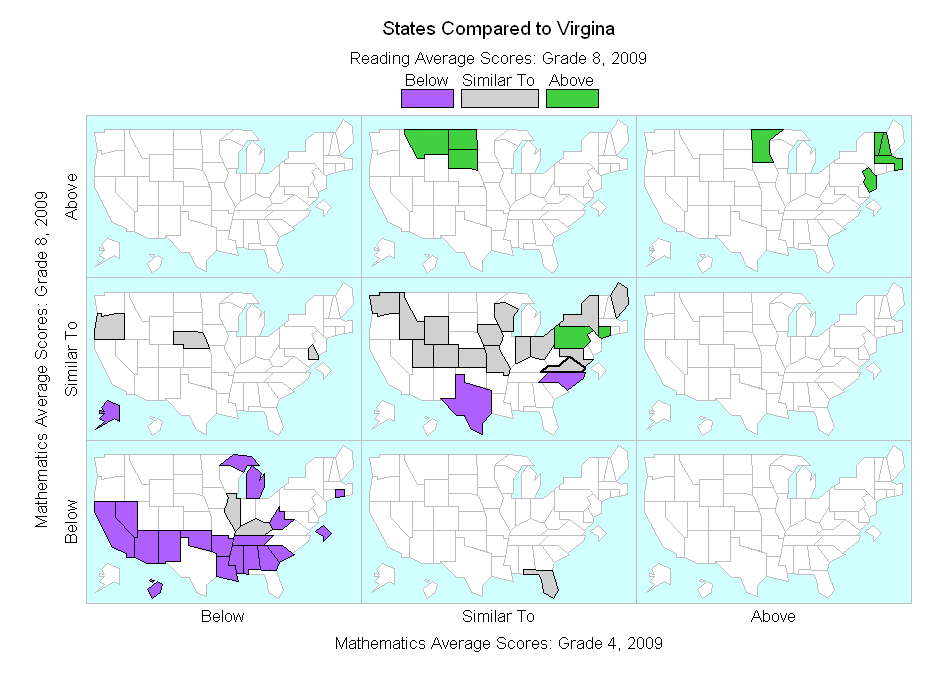 States Compared to Virgina
Reading Average Scores: Grade 8, 2009
Below Similar To Above
Mathematics Average Scores: Grade 8, 2009
Above
Similar To
Below
Below Similar To Above
Mathematics Average Scores: Grade 4, 2009